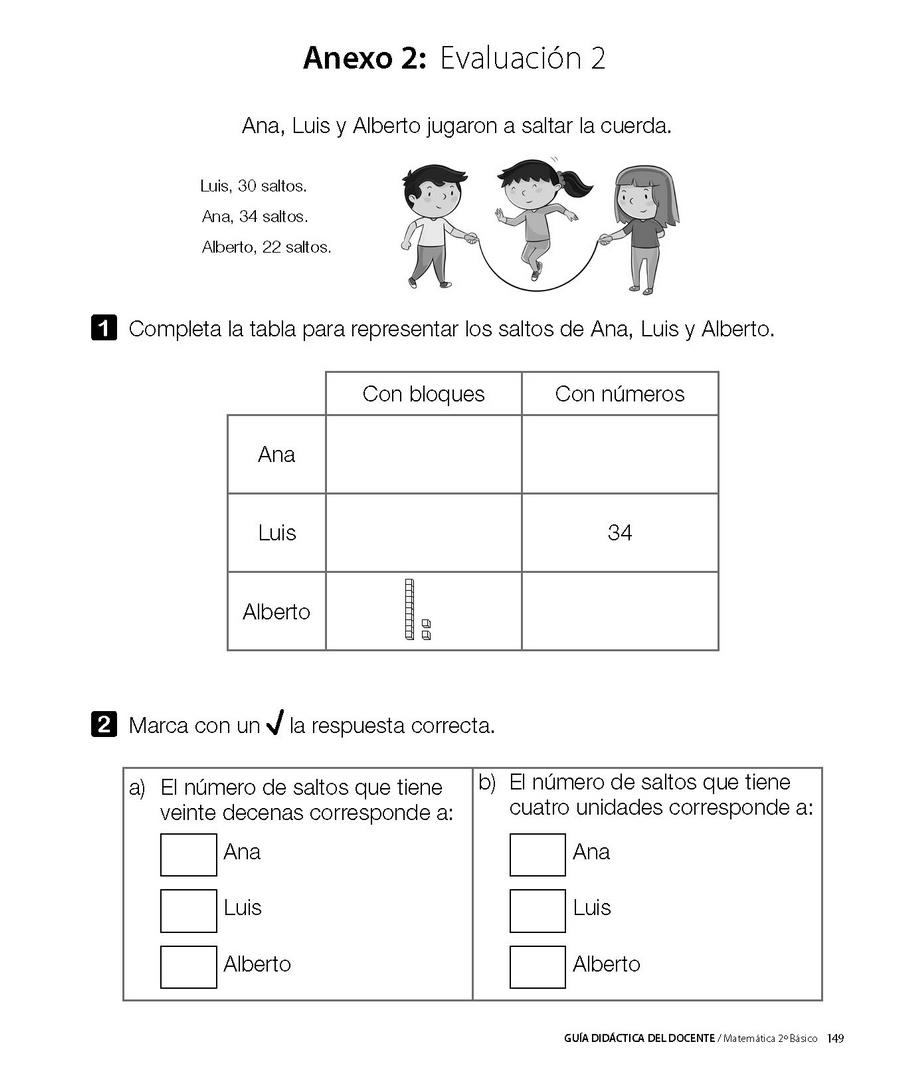 Anexo 2: Evaluación 2
Ana, Luis y Alberto jugaron a saltar la cuerda.
Luis, 30 saltos.
Ana, 34 saltos.
Alberto, 22 saltos.
1 Completa la tabla para representar los saltos de Ana, Luis y Alberto.
Con bloques Con números
Ana
Luis 34
Alberto
2 Marca con un √ la respuesta correcta.
a) El número de saltos que tiene
veinte decenas corresponde a:
Ana
Luis
Alberto
b) El número de saltos que tiene
cuatro unidades corresponde a:
Ana
Luis
Alberto
GUÍA DIDÁCTICA DEL DOCENTE / Matemática 2º Básico 149